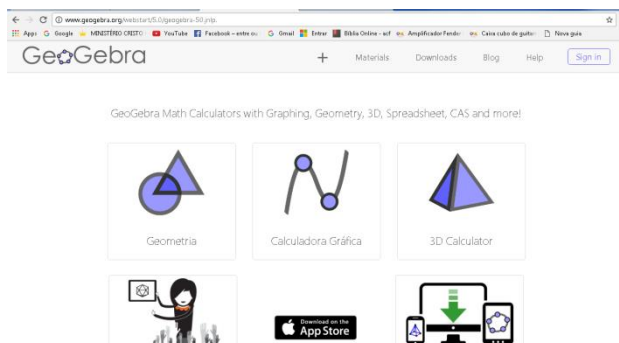 www.geogebra.org/webstart/5.0/geogebra-50.jnlp.
Apps Google MINISTÉRIO CRISTO YouTube Facebook – entre ou Gmail Entrar Bíblia Online - acf Amplificador Fender Caixa cubo de guitar Nova guia
GeoGebra + Materials Downloads Blog Help Sign in
GeoGebra Math Calculators with Graphing, Geometry, 3D, Spreadsheet, CAS and more!
Geometria Calculadora Gráfica 3D Calculator
Download on the
App Store